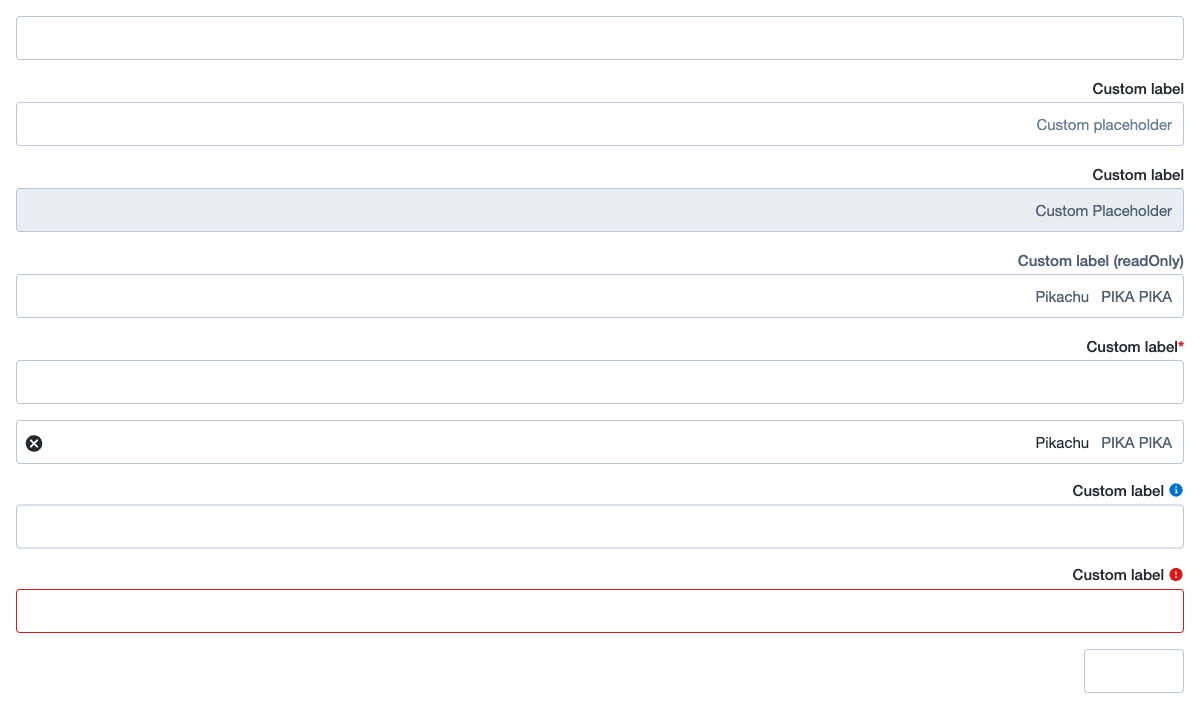 Custom label
Custom placeholder
Custom label
Custom Placeholder
Custom label (readOnly)
Pikachu PIKA PIKA
Custom label*
Pikachu PIKA PIKA
Custom label
Custom label